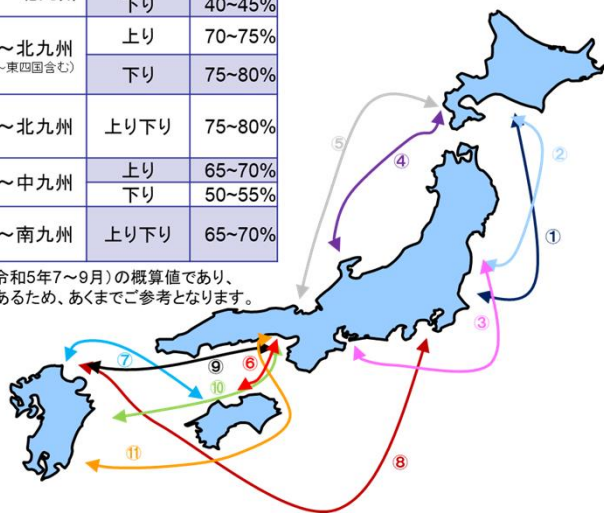 下り 40~45%
～北九州 上り 70~75%
～東四国含む)
下り 75~80%
～北九州 上り下り 75~80%
～中九州 上り 65~70%
下り 50~55%
～南九州 上り下り 65~70%
令和5年7~9月)の概算値であり、
あるため、あくまでご参考となります。
⑤
④
②
①
③
⑦
⑨
⑥
⑩
⑪
⑧